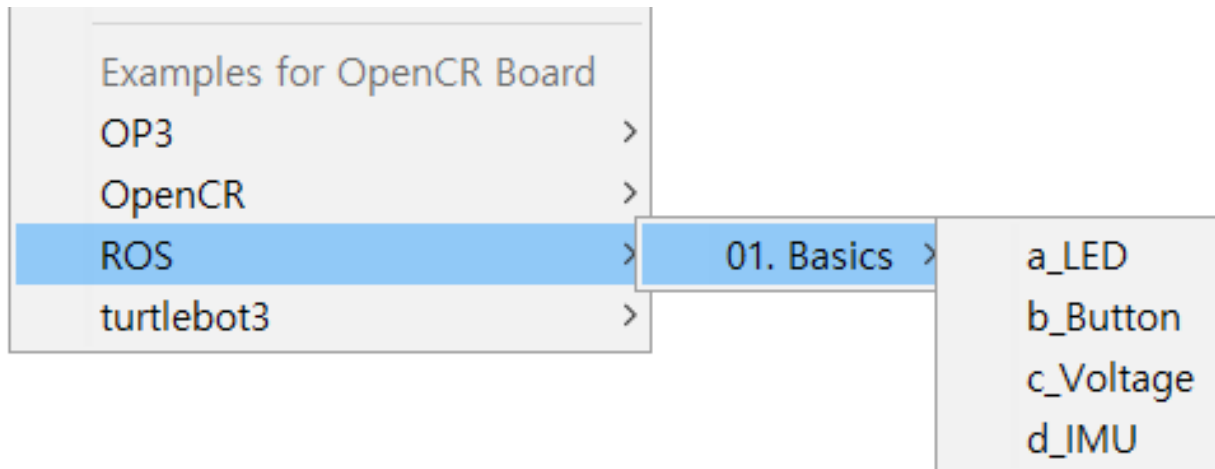 Examples for OpenCR Board
OP3
OpenCR
ROS
turtlebot3
01. Basics
a_LED
b_Button
c_Voltage
d_IMU